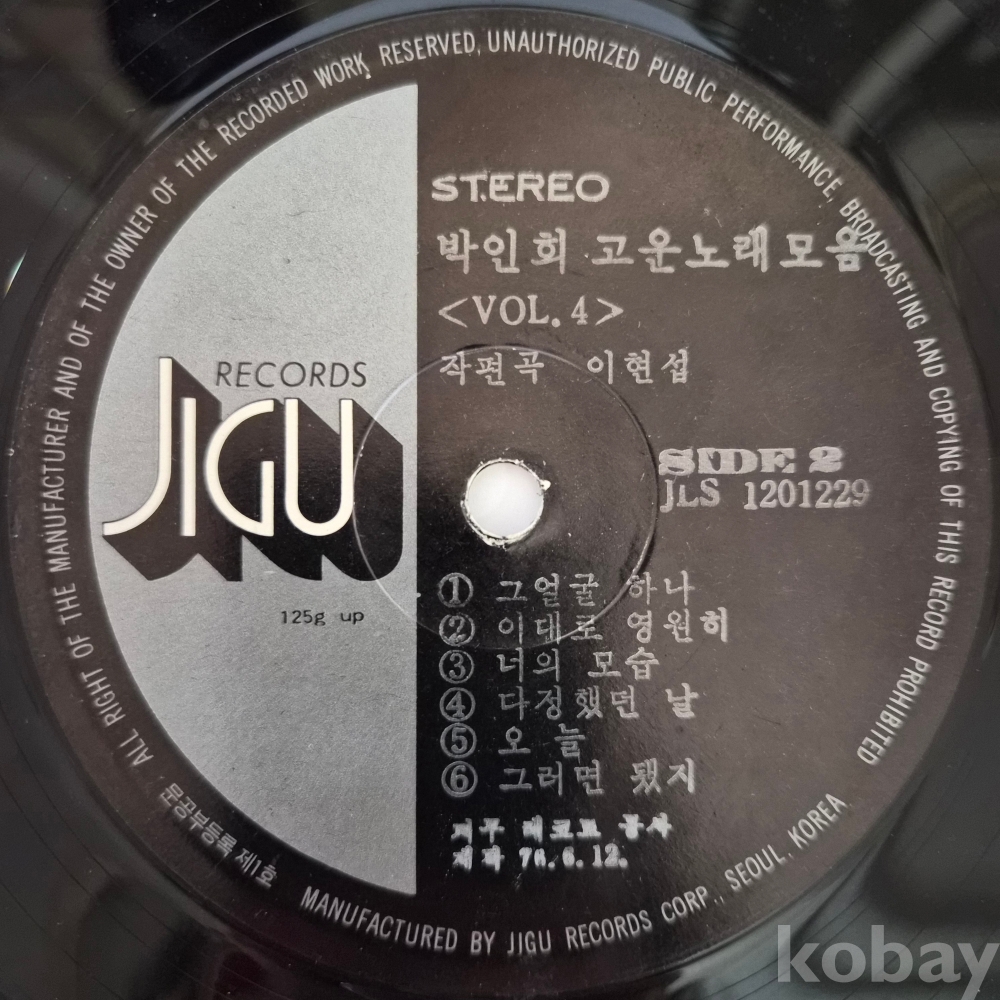 ALL RIGHT OF THE MANUFACTURER AND OF THE OWNER OF THE RECORDED WORK RESERVED, UNAUTHORIZED PUBLIC PERFORMANCE, BROADCASTING AND COPYING OF THIS RECORD PROHIBITED
STEREO
박인희 고운노래모음
<VOL. 4>
작편곡 이현섭
RECORDS
JIGU
SIDE 2
JLS 1201229
125g up
① 그얼굴 하나
② 이대로 영원히
③ 너의 모습
④ 다정했던 날
⑤ 오 늘
⑥ 그러면 됐지
지구 레코드 공사
6. 12.
문공부등록 제1호
MANUFACTURED BY JIGU RECORDS CORP., SEOUL, KOREA
kobay